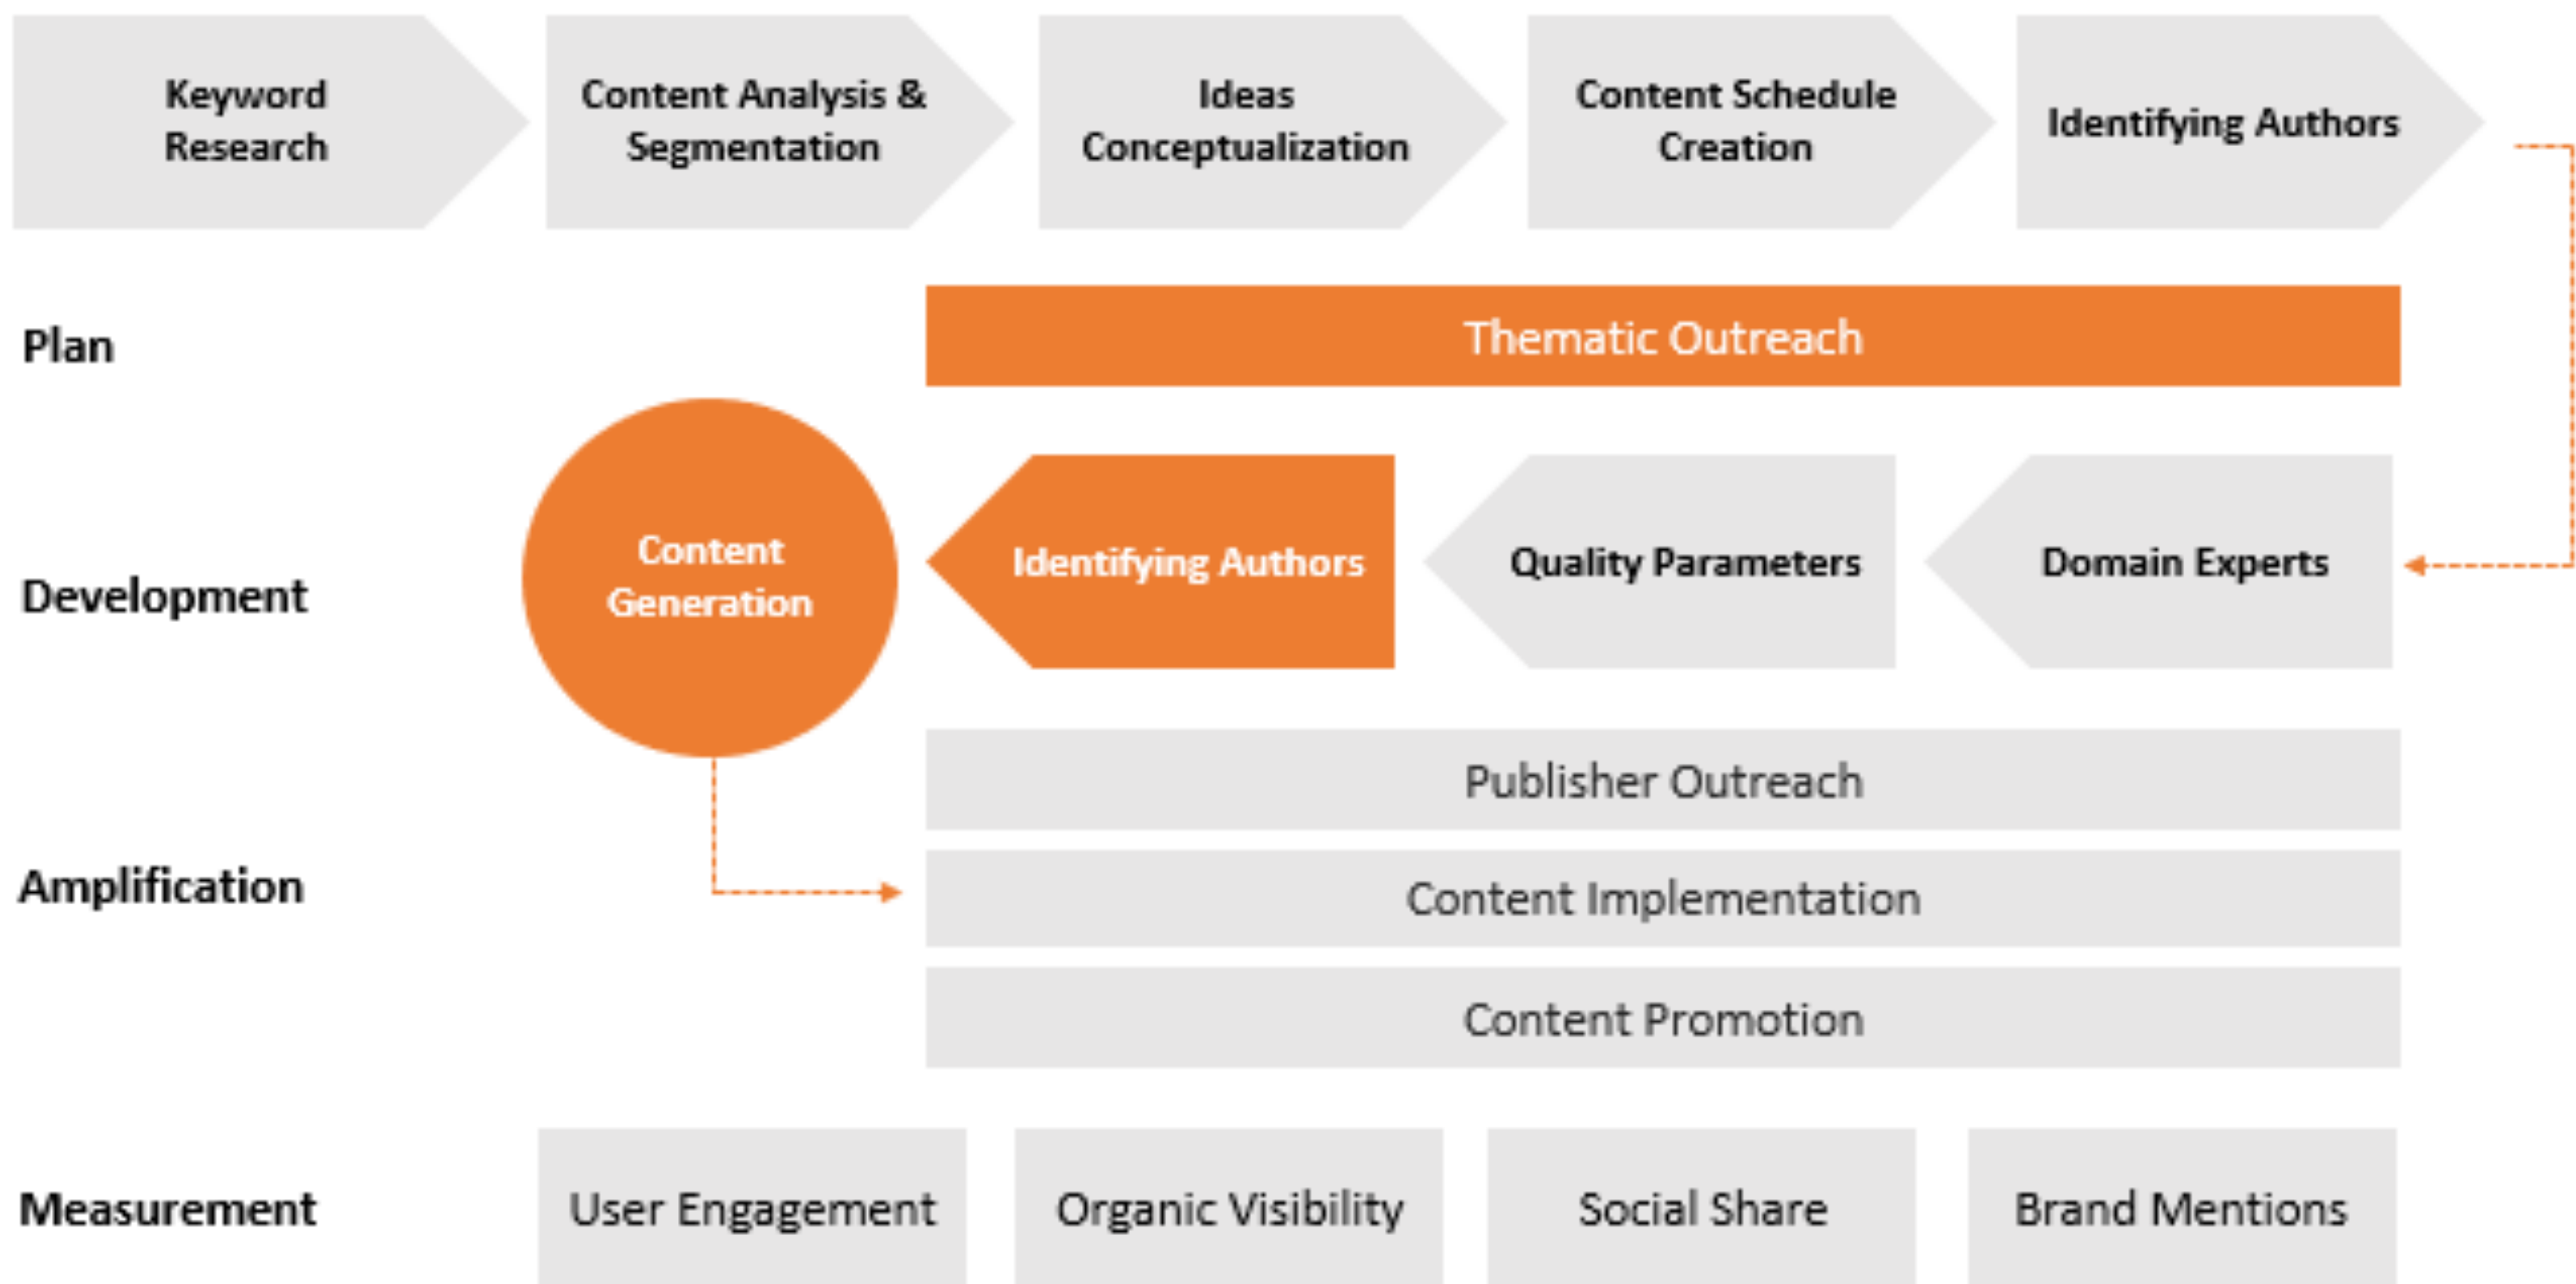 Keyword
Research
Content Analysis &
Segmentation
Ideas
Conceptualization
Content Schedule
Creation
Identifying Authors
Plan
Thematic Outreach
Development
Content
Generation
Identifying Authors
Quality Parameters
Domain Experts
Amplification
Publisher Outreach
Content Implementation
Content Promotion
Measurement
User Engagement
Organic Visibility
Social Share
Brand Mentions